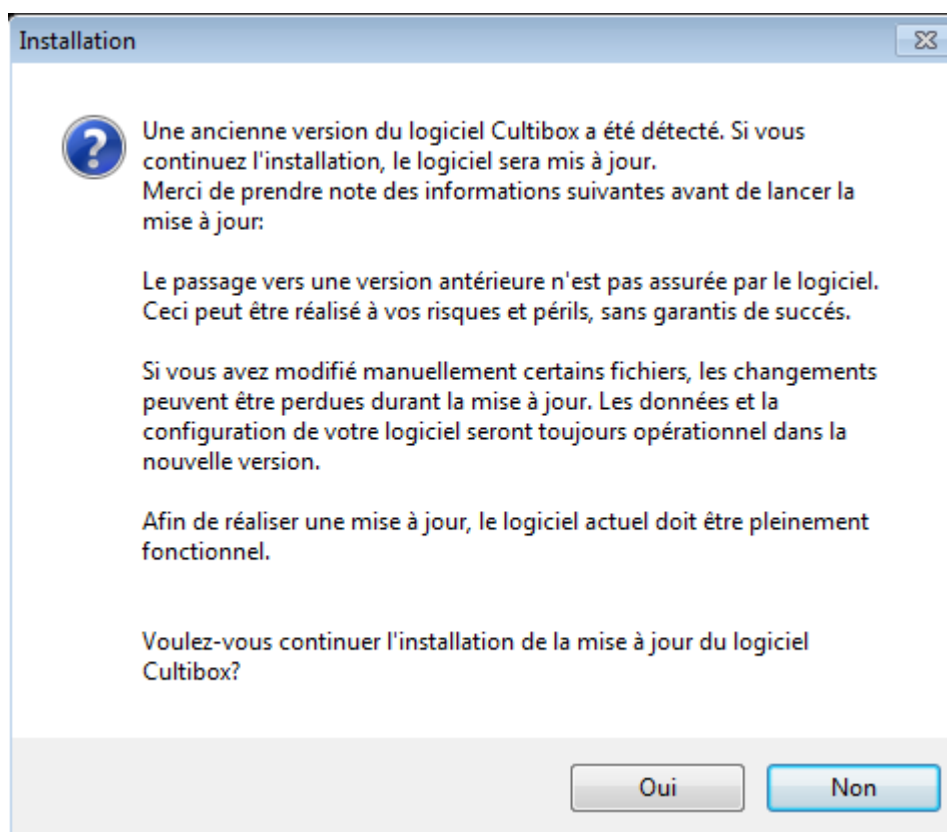 Installation
Une ancienne version du logiciel Cultibox a été détecté. Si vous
continuez l'installation, le logiciel sera mis à jour.
Merci de prendre note des informations suivantes avant de lancer la
mise à jour:
Le passage vers une version antérieure n'est pas assurée par le logiciel.
Ceci peut être réalisé à vos risques et périls, sans garantis de succés.
Si vous avez modifié manuellement certains fichiers, les changements
peuvent être perdues durant la mise à jour. Les données et la
configuration de votre logiciel seront toujours opérationnel dans la
nouvelle version.
Afin de réaliser une mise à jour, le logiciel actuel doit être pleinement
fonctionnel.
Voulez-vous continuer l'installation de la mise à jour du logiciel
Cultibox?
Oui
Non